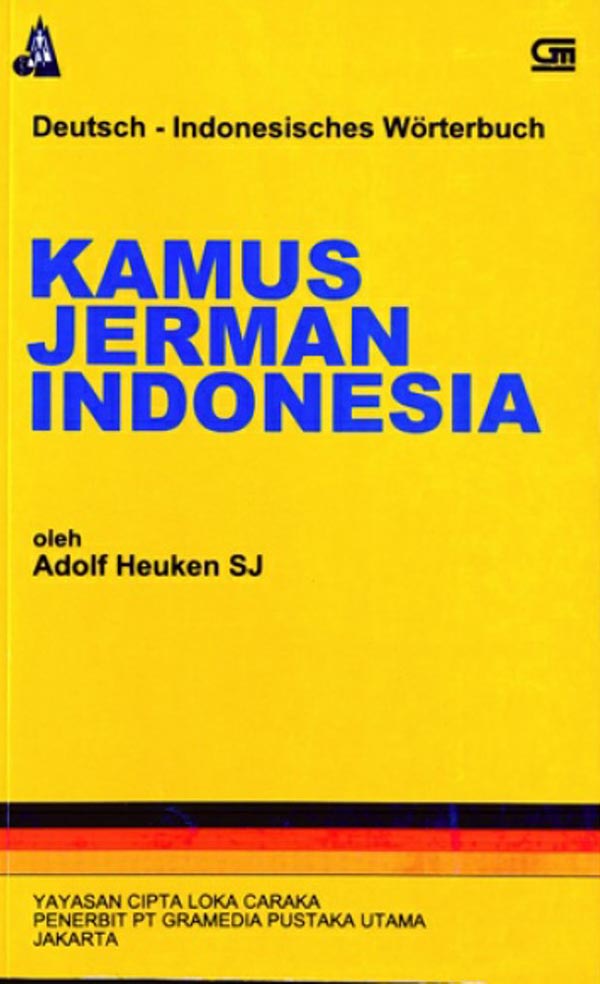 Deutsch - Indonesisches Wörterbuch
KAMUS
JERMAN
INDONESIA
oleh
Adolf Heuken SJ
YAYASAN CIPTA LOKA CARAKA
PENERBIT PT GRAMEDIA PUSTAKA UTAMA
JAKARTA